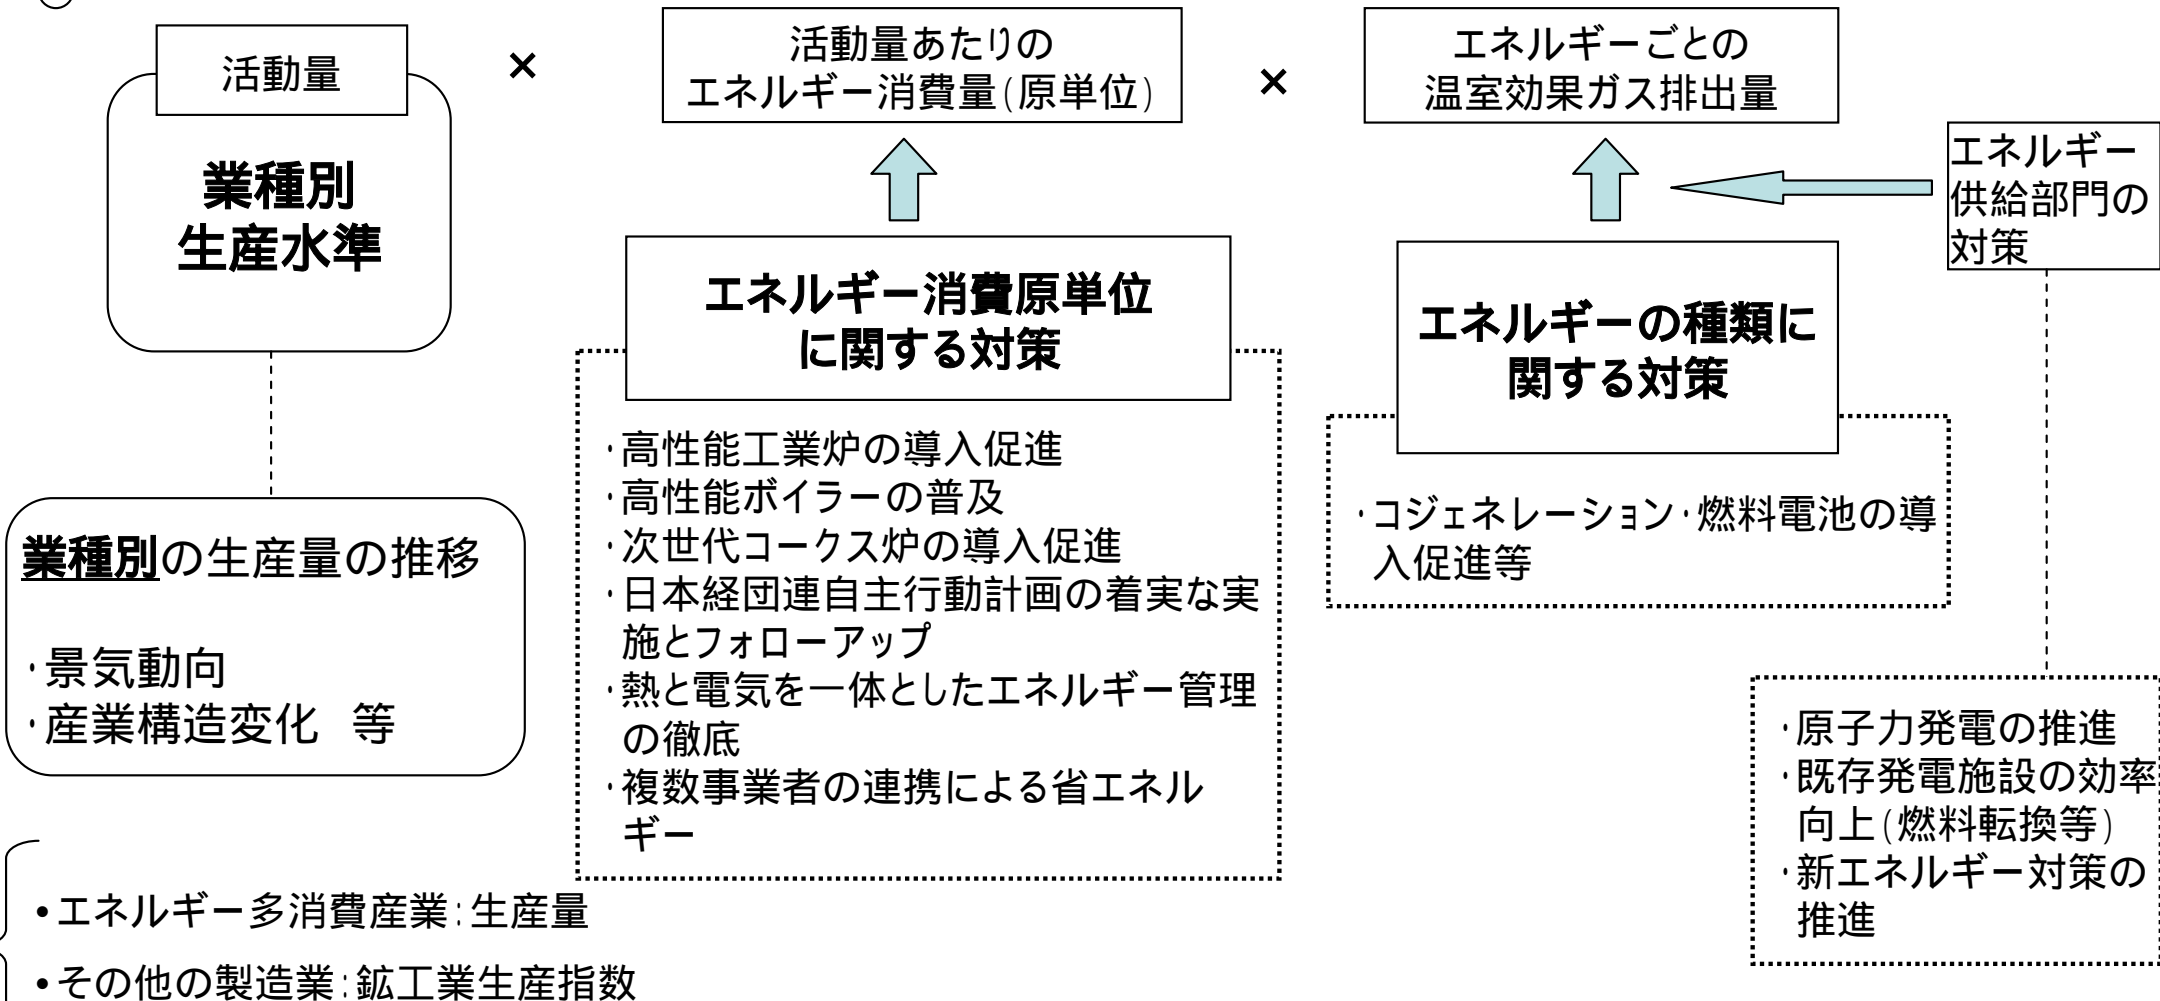 活動量
×
活動量あたりの
エネルギー消費量(原単位)
×
エネルギーごとの
温室効果ガス排出量
業種別
生産水準
エネルギー
供給部門の
対策
エネルギー消費原単位
に関する対策
エネルギーの種類に
関する対策
業種別の生産量の推移
・景気動向
・産業構造変化　等
・高性能工業炉の導入促進
・高性能ボイラーの普及
・次世代コークス炉の導入促進
・日本経団連自主行動計画の着実な実
施とフォローアップ
・熱と電気を一体としたエネルギー管理
の徹底
・複数事業者の連携による省エネル
ギー
・コジェネレーション・燃料電池の導
入促進等
・原子力発電の推進
・既存発電施設の効率
向上(燃料転換等)
・新エネルギー対策の
推進
•エネルギー多消費産業:生産量
•その他の製造業:鉱工業生産指数